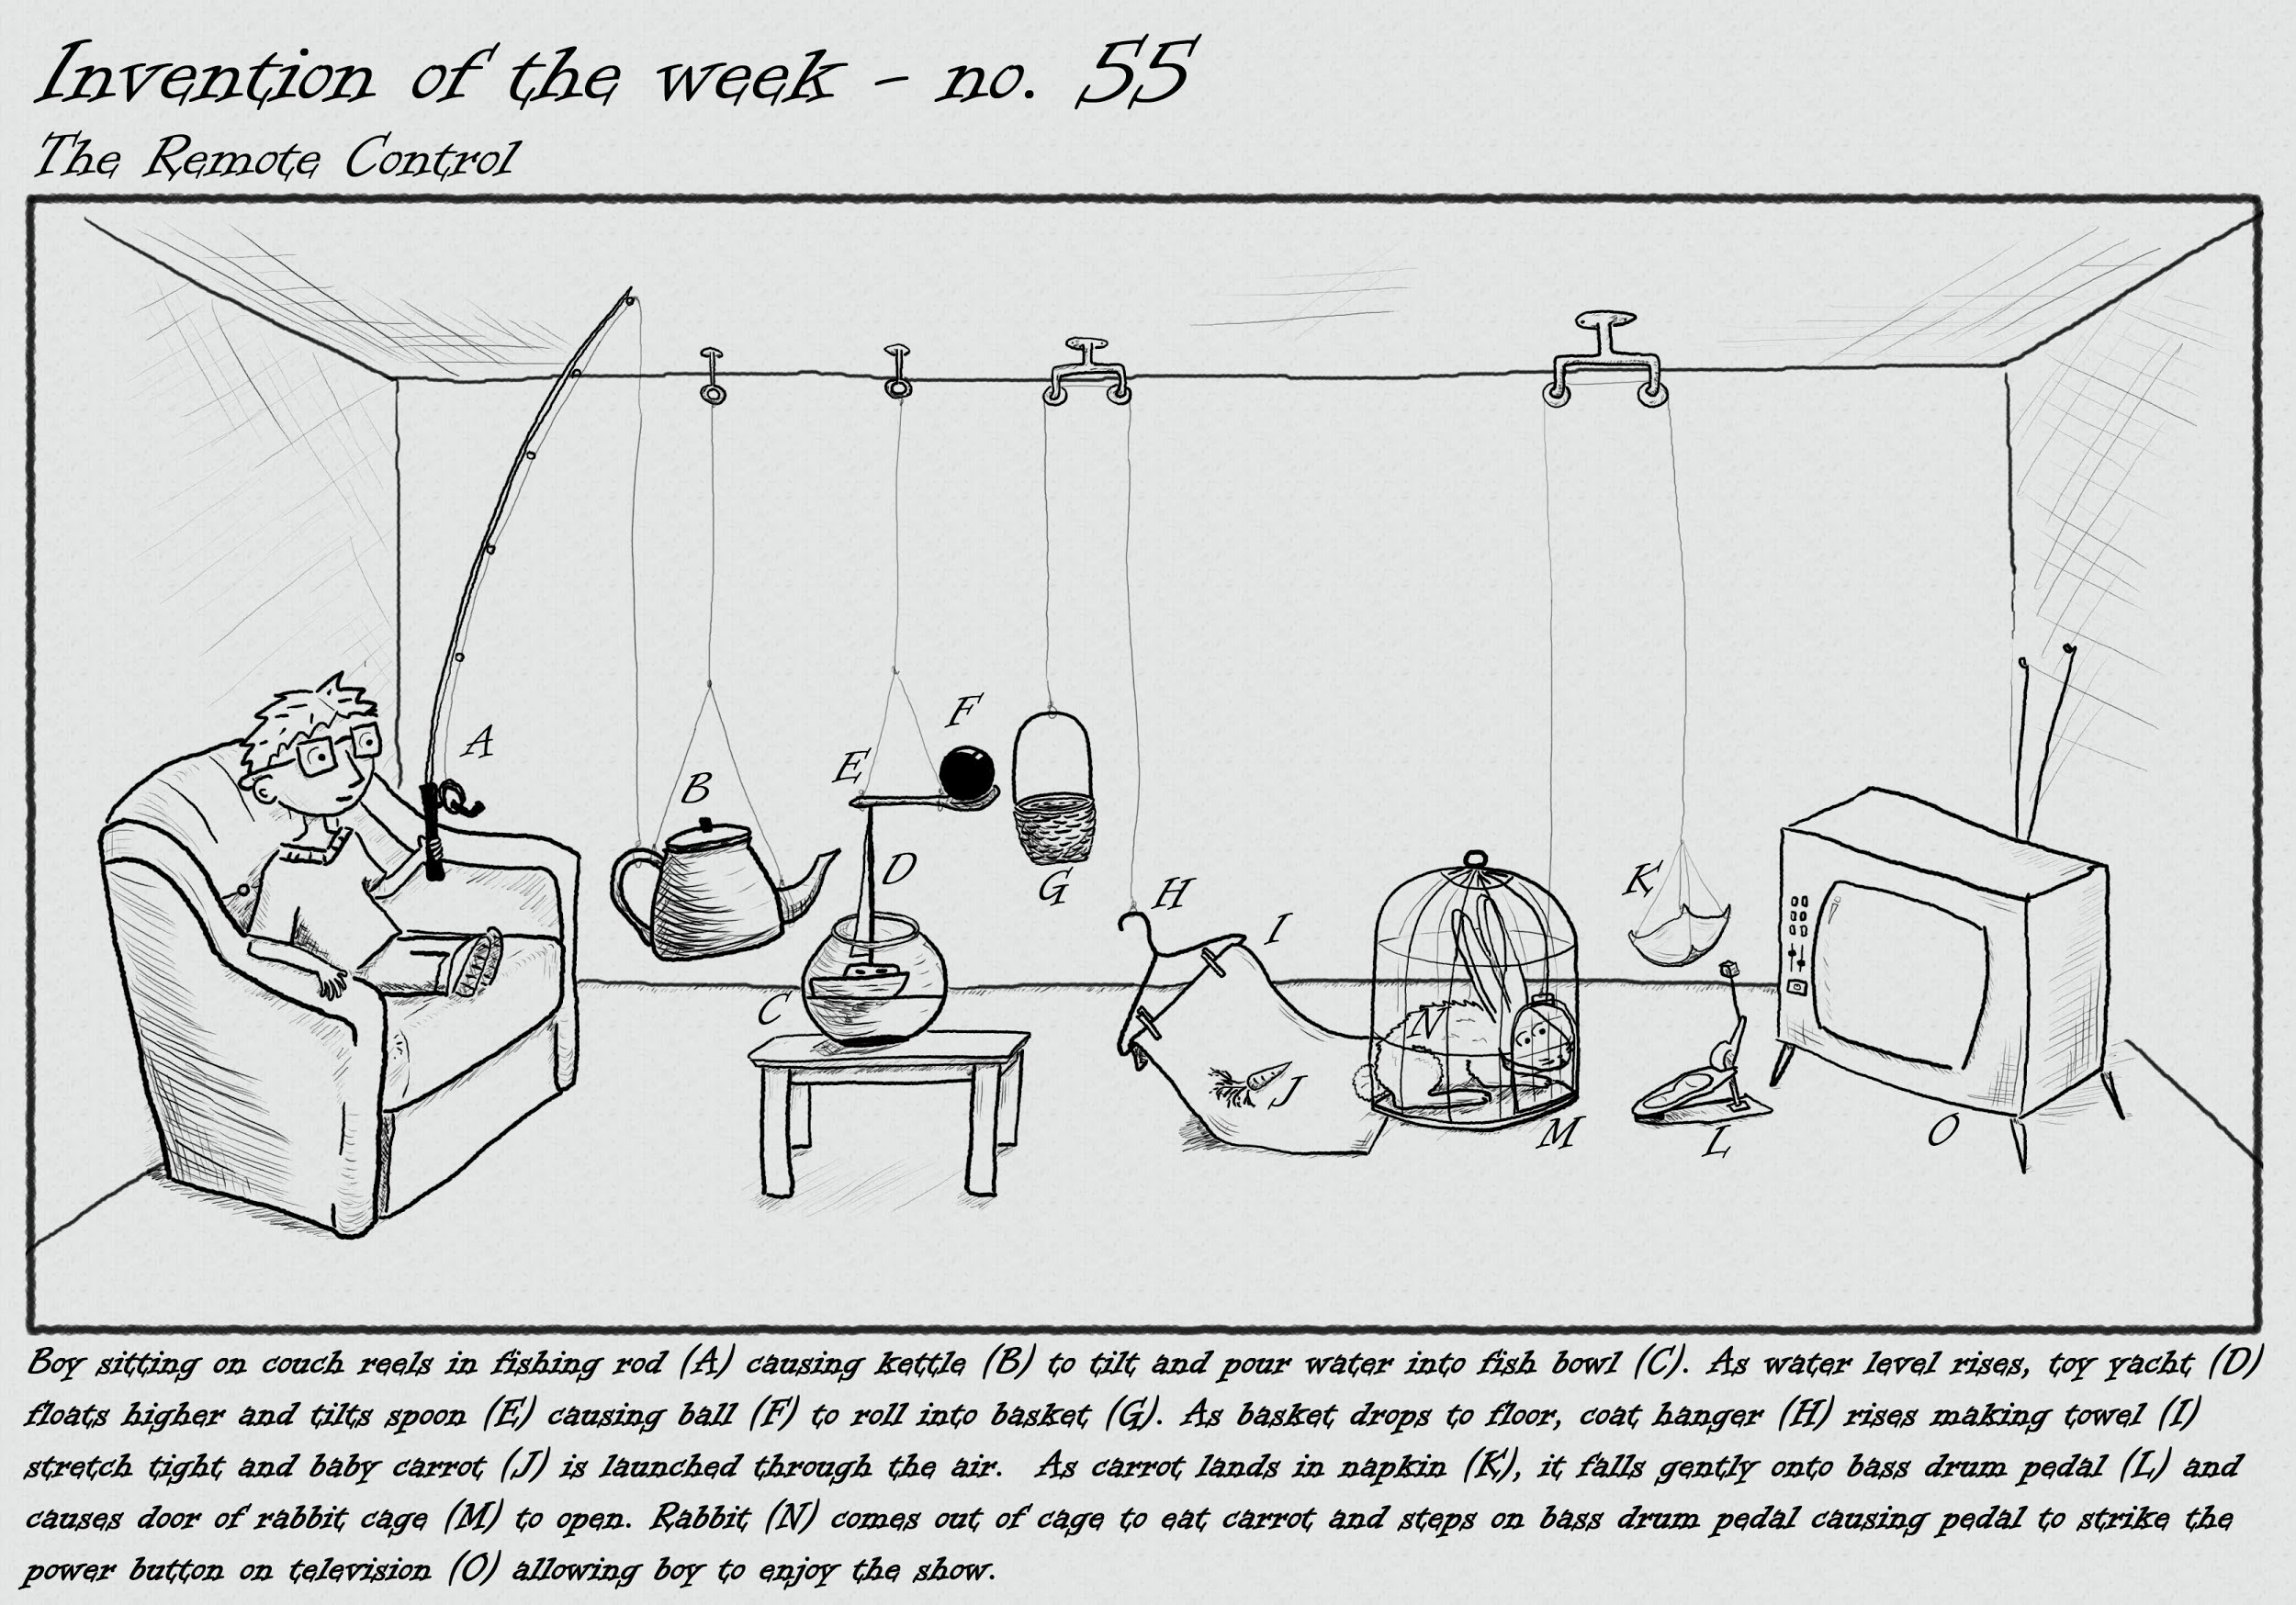 Invention of the week - no. 55
The Remote Control
A
F
E
B
D
K
G
H
I
C
N
J
M
L
O
Boy sitting on couch reels in fishing rod (A) causing kettle (B) to tilt and pour water into fish bowl (C). As water level rises, toy yacht (D)
floats higher and tilts spoon (E) causing ball (F) to roll into basket (G). As basket drops to floor, coat hanger (H) rises making towel (I)
stretch tight and baby carrot (J) is launched through the air. As carrot lands in napkin (K), it falls gently onto bass drum pedal (L) and
causes door of rabbit cage (M) to open. Rabbit (N) comes out of cage to eat carrot and steps on bass drum pedal causing pedal to strike the
power button on television (O) allowing boy to enjoy the show.